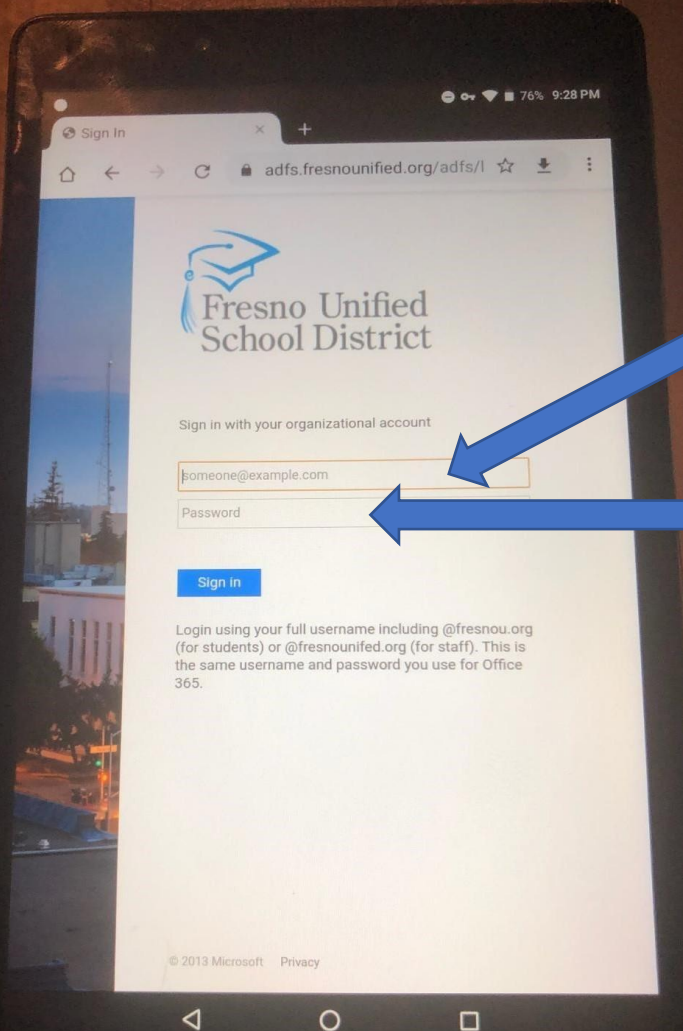 76% 9:28 PM
Sign In
adfs.fresnounified.org/adfs/l
Fresno Unified
School District
Sign in with your organizational account
someone@example.com
Password
Sign in
Login using your full username including @fresnou.org
(for students) or @fresnounifed.org (for staff). This is
the same username and password you use for Office
365.
© 2013 Microsoft Privacy